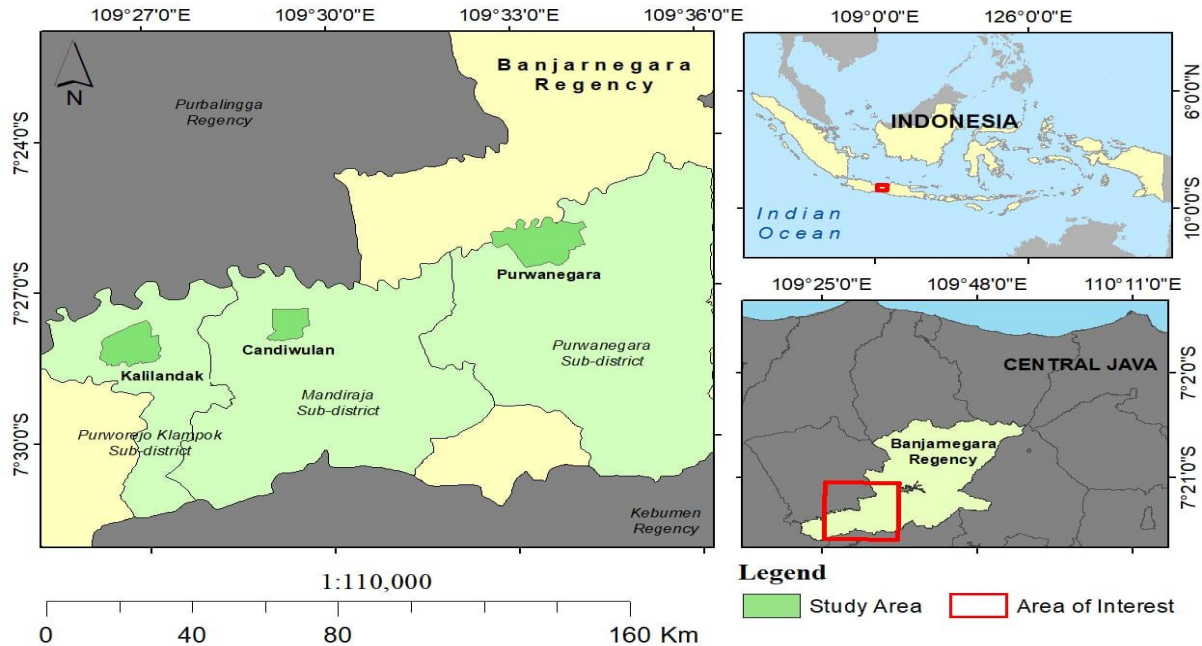 109°27'0"E 109°30'0"E 109°33'0"E 109°36'0"E
7°24'0"S
7°27'0"S
7°30'0"S
N
Banjarnegara
Regency
Purbalingga
Regency
Purwanegara
Candiwulan
Kalilandak
Purwanegara
Sub-district
Mandiraja
Sub-district
Purworejo Klampok
Sub-district
Kebumen
Regency
1:110,000
0 40 80 160 Km
109°0'0"E 126°0'0"E
6°0'0"N
10°0'0"S
INDONESIA
Indian
Ocean
109°25'0"E 109°48'0"E 110°11'0"E
7°2'0"S
7°21'0"S
CENTRAL JAVA
Banjarnegara
Regency
Legend
Study Area
Area of Interest